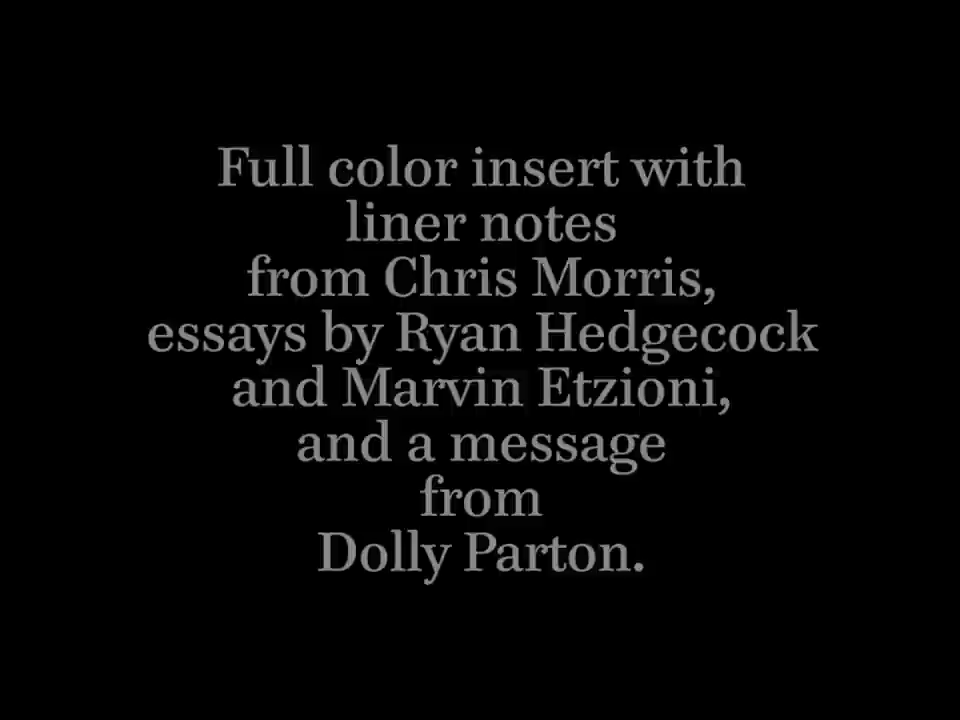 Full color insert with
liner notes
from Chris Morris,
essays by Ryan Hedgecock
and Marvin Etzioni,
and a message
from
Dolly Parton.